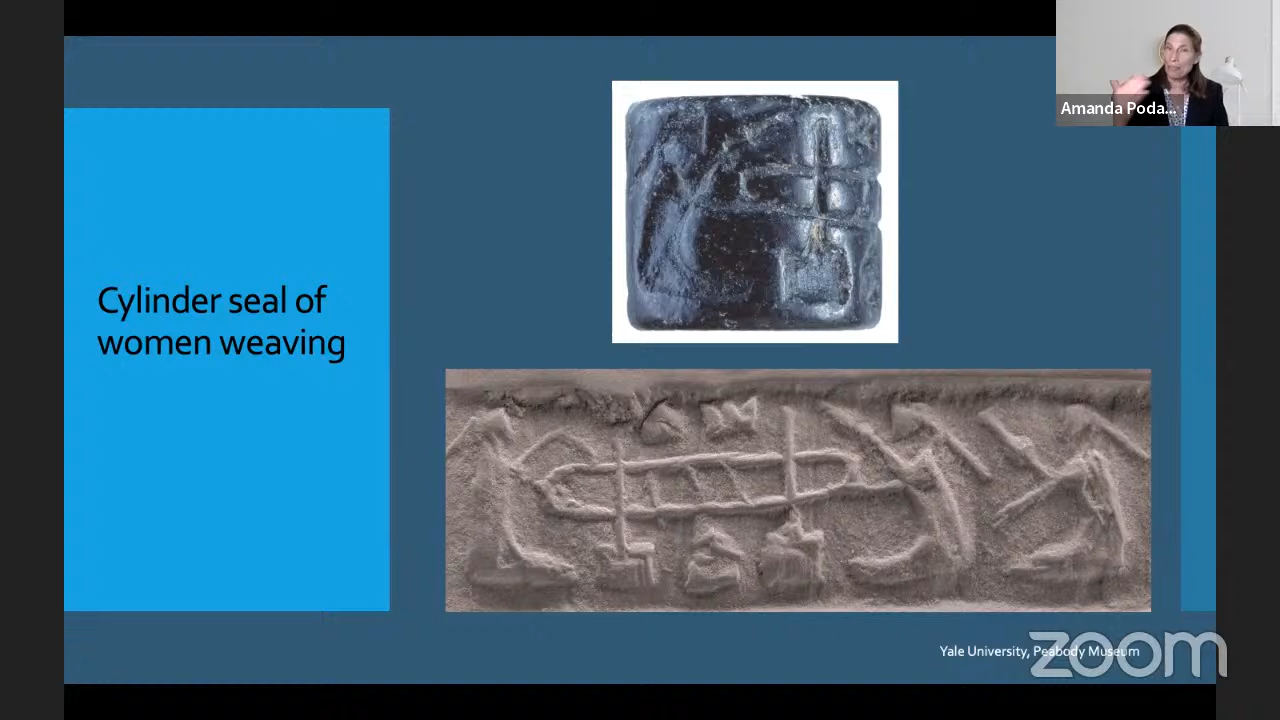 Amanda Poda...
Cylinder seal of
women weaving
Yale University, Peabody Museum
zoom